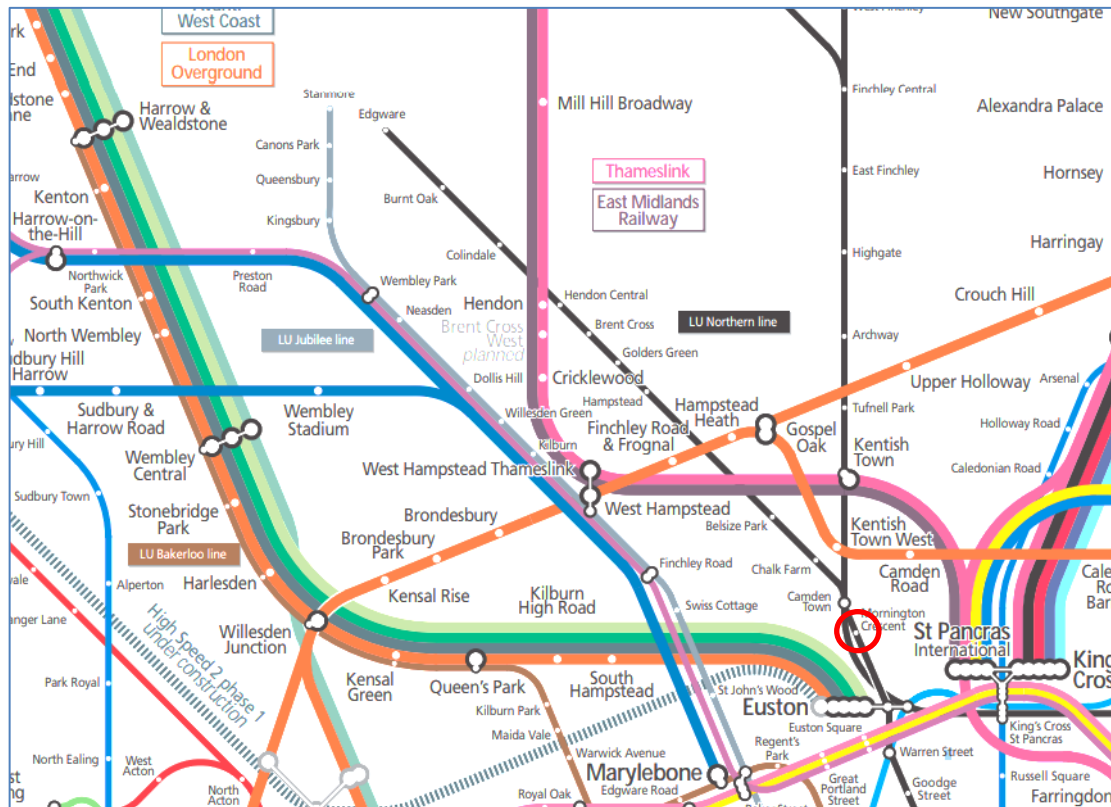 West Coast
London
Overground
Harrow &
Wealdstone
Kenton
Harrow-on-
the-Hill
Northwick
Park
Preston
Road
South Kenton
North Wembley
Harrow
Sudbury &
Harrow Road
Wembley
Stadium
Wembley
Central
Sudbury Town
Stonebridge
Park
LU Bakerloo line
Harlesden
Alperton
Willesden
Junction
High Speed 2 phase 1
under construction
Park Royal
North Ealing
West
Acton
North
Acton
Stanmore
Canons Park
Queensbury
Kingsbury
Edgware
Burnt Oak
Colindale
Wembley Park
Neasden
LU Jubilee line
Dollis Hill
Willesden Green
Kilburn
Mill Hill Broadway
Thameslink
East Midlands
Railway
Hendon
Brent Cross
West
planned
Cricklewood
Hendon Central
Brent Cross
Golders Green
Hampstead
LU Northern line
Finchley Road
& Frognal
Hampstead
Heath
Gospel
Oak
West Hampstead Thameslink
West Hampstead
Brondesbury
Brondesbury
Park
Kensal Rise
Kilburn
High Road
Kensal
Green
Queen's Park
South
Hampstead
Kilburn Park
Maida Vale
Warwick Avenue
Edgware Road
Royal Oak
Marylebone
Finchley Road
Swiss Cottage
St John's Wood
Belsize Park
Chalk Farm
Camden
Town
Mornington
Crescent
Euston
Euston Square
Regent's
Park
Great
Portland
Street
Warren Street
Goodge
Street
West Finchley
Finchley Central
East Finchley
Highgate
Archway
Tufnell Park
Kentish
Town
Kentish
Town West
Camden
Road
New Southgate
Alexandra Palace
Hornsey
Harringay
Crouch Hill
Upper Holloway
Arsenal
Holloway Road
Caledonian Road
St Pancras
International
King's Cross
St Pancras
Russell Square
Farringdon